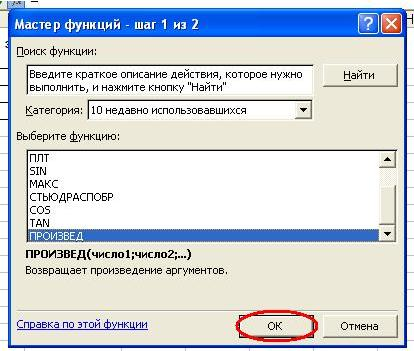 Мастер функций - шаг 1 из 2
Поиск функции:
Введите краткое описание действия, которое нужно
выполнить, и нажмите кнопку "Найти"
Найти
Категория:
10 недавно использовавшихся
Выберите функцию:
ПЛТ
SIN
МАКС
СТЬЮДРАСПОБР
COS
TAN
ПРОИЗВЕД
ПРОИЗВЕД(число1;число2;...)
Возвращает произведение аргументов.
Справка по этой функции
ОК
Отмена